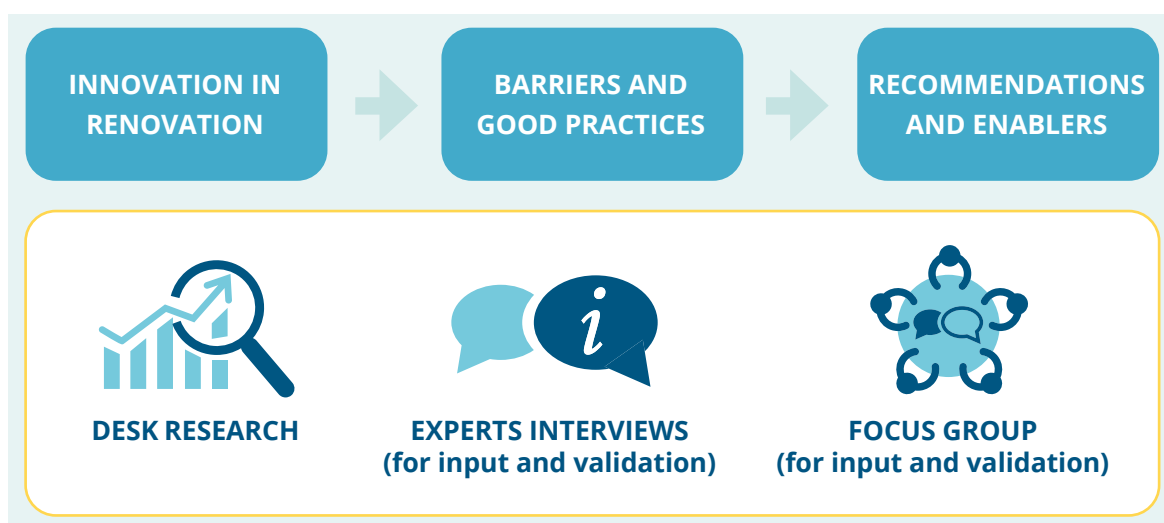 INNOVATION IN
RENOVATION
BARRIERS AND
GOOD PRACTICES
RECOMMENDATIONS
AND ENABLERS
DESK RESEARCH
EXPERTS INTERVIEWS
(for input and validation)
FOCUS GROUP
(for input and validation)